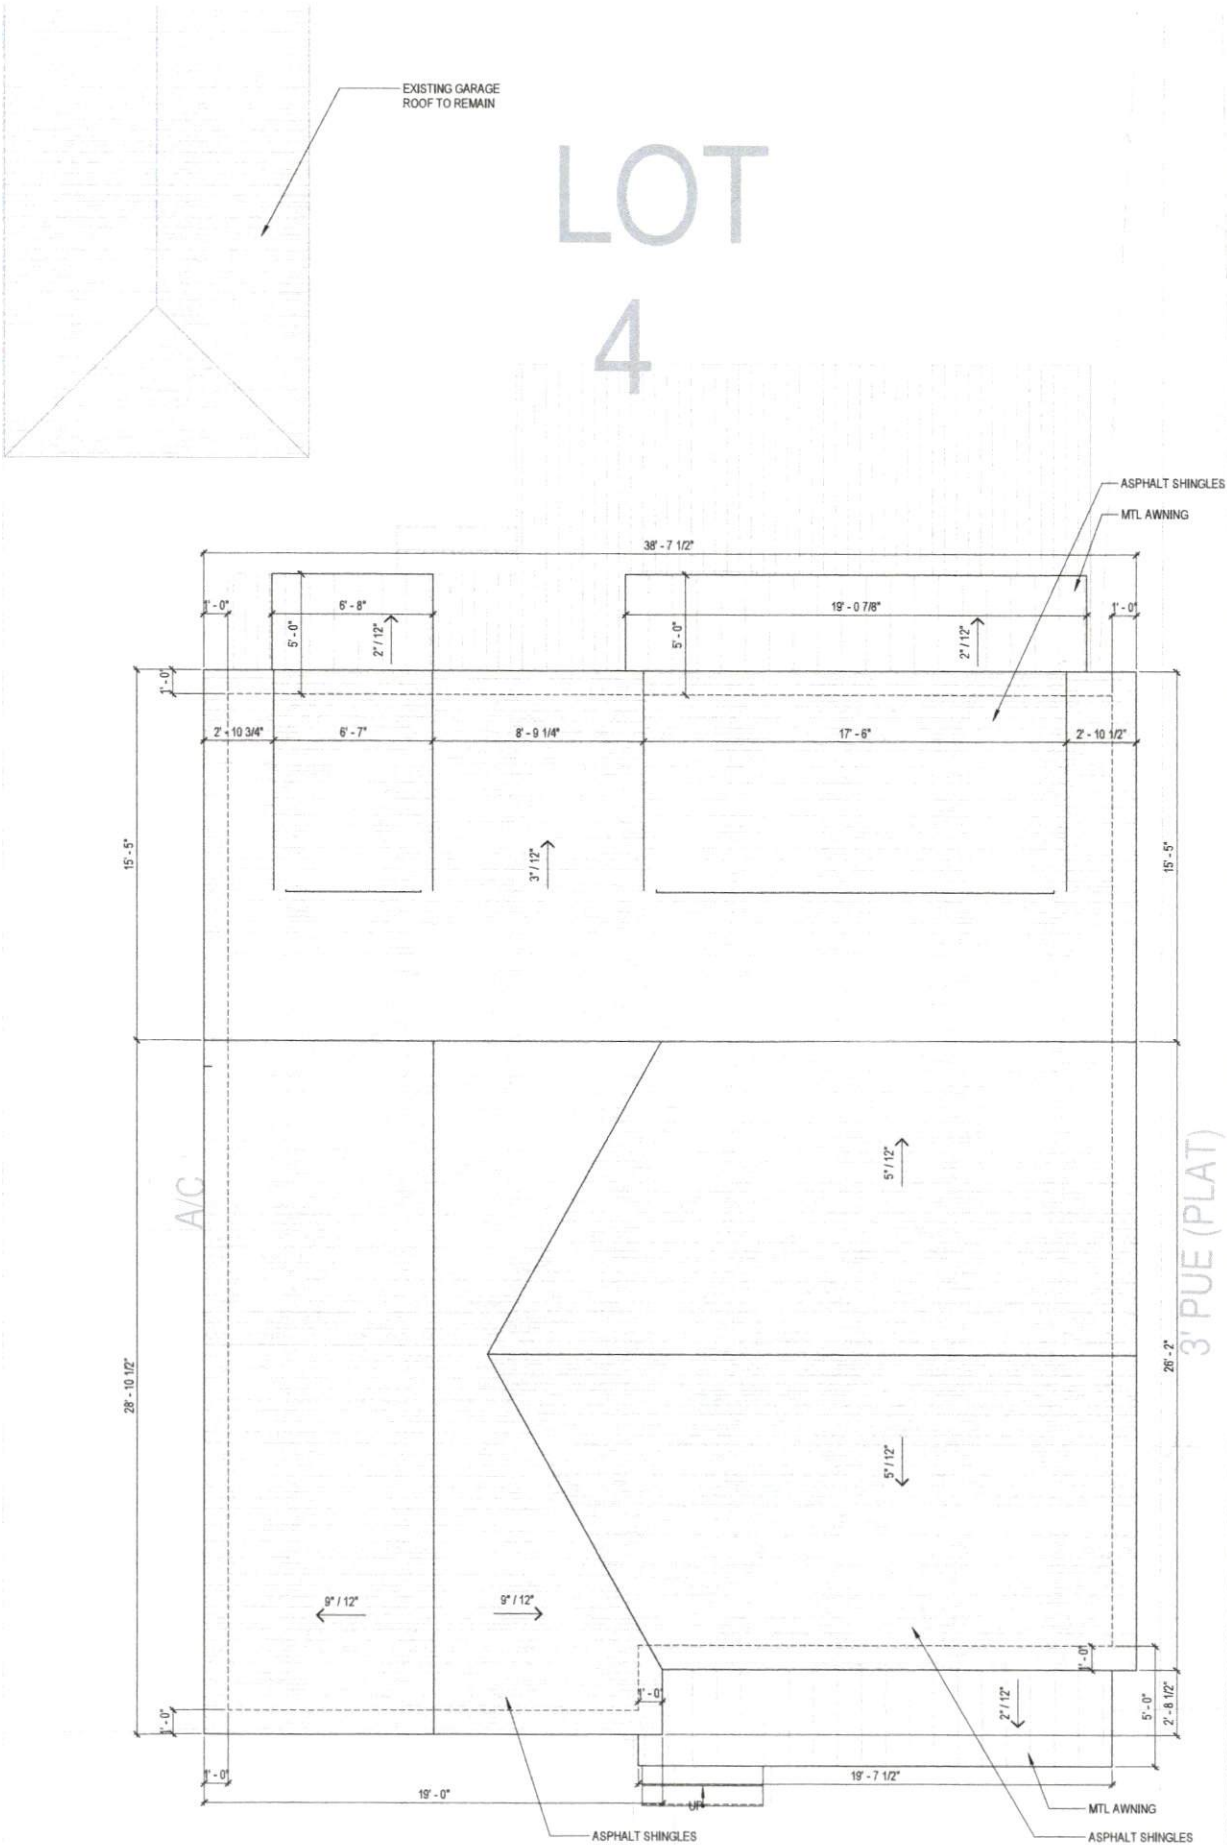 EXISTING GARAGE
ROOF TO REMAIN
LOT
4
ASPHALT SHINGLES
MTL AWNING
38' - 7 1/2"
1' - 0"
6' - 8"
19' - 0 7/8"
1' - 0"
5' - 0"
2" / 12"
5' - 0"
2" / 12"
1' - 0"
2' - 10 3/4"
6' - 7"
8' - 9 1/4"
17' - 6"
2' - 10 1/2"
15' - 5"
3" / 12"
15' - 5"
A/C
5" / 12"
3' PUE (PLAT)
28' - 10 1/2"
26' - 2"
5" / 12"
9" / 12"
9" / 12"
1' - 0"
1' - 0"
1' - 0"
2" / 12"
5' - 0"
2' - 8 1/2"
1' - 0"
19' - 0"
19' - 7 1/2"
UP
MTL AWNING
ASPHALT SHINGLES
ASPHALT SHINGLES